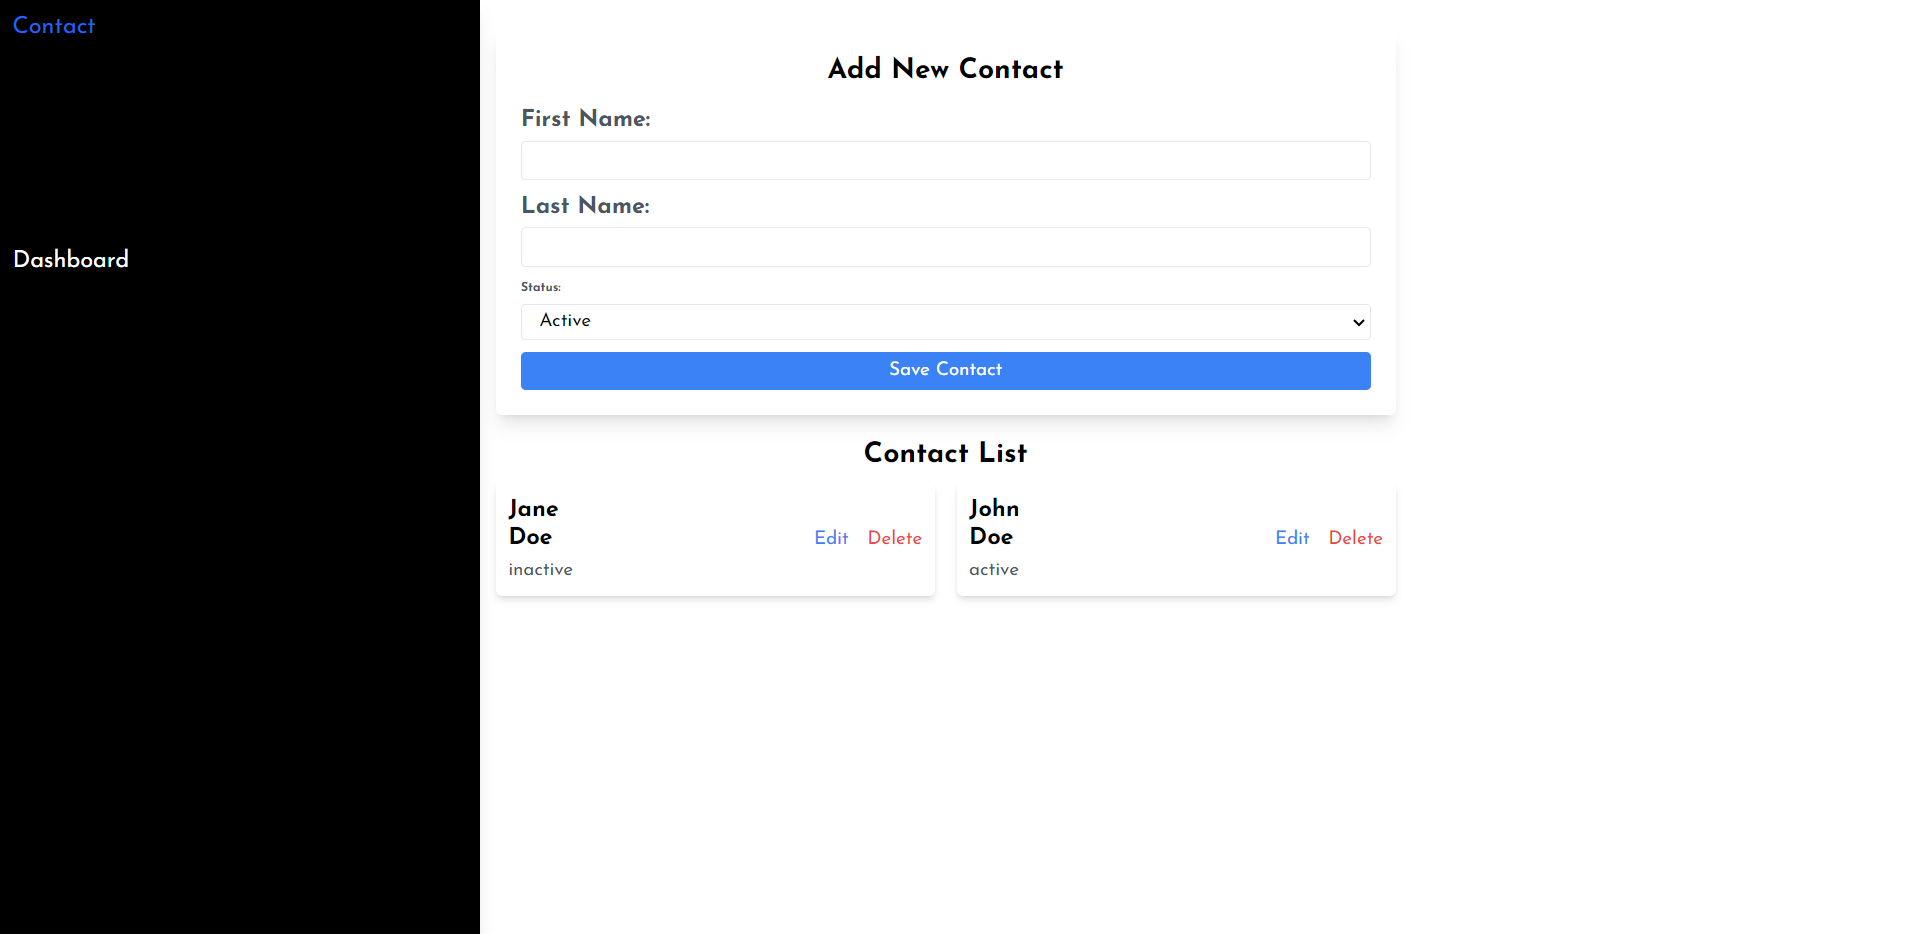 Contact
Dashboard
Add New Contact
First Name:
Last Name:
Status:
Active
Save Contact
Contact List
Jane
Doe
inactive
Edit Delete
John
Doe
active
Edit Delete